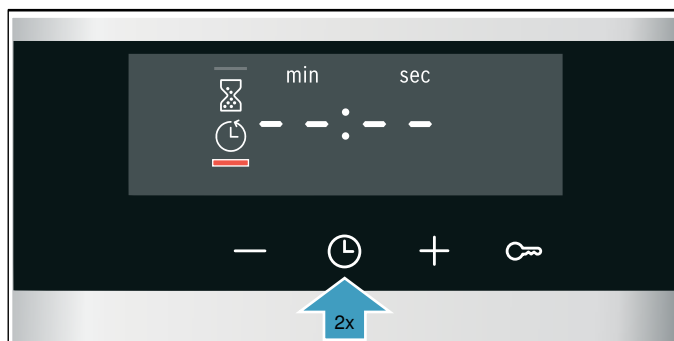 min sec
– – : – –
2x